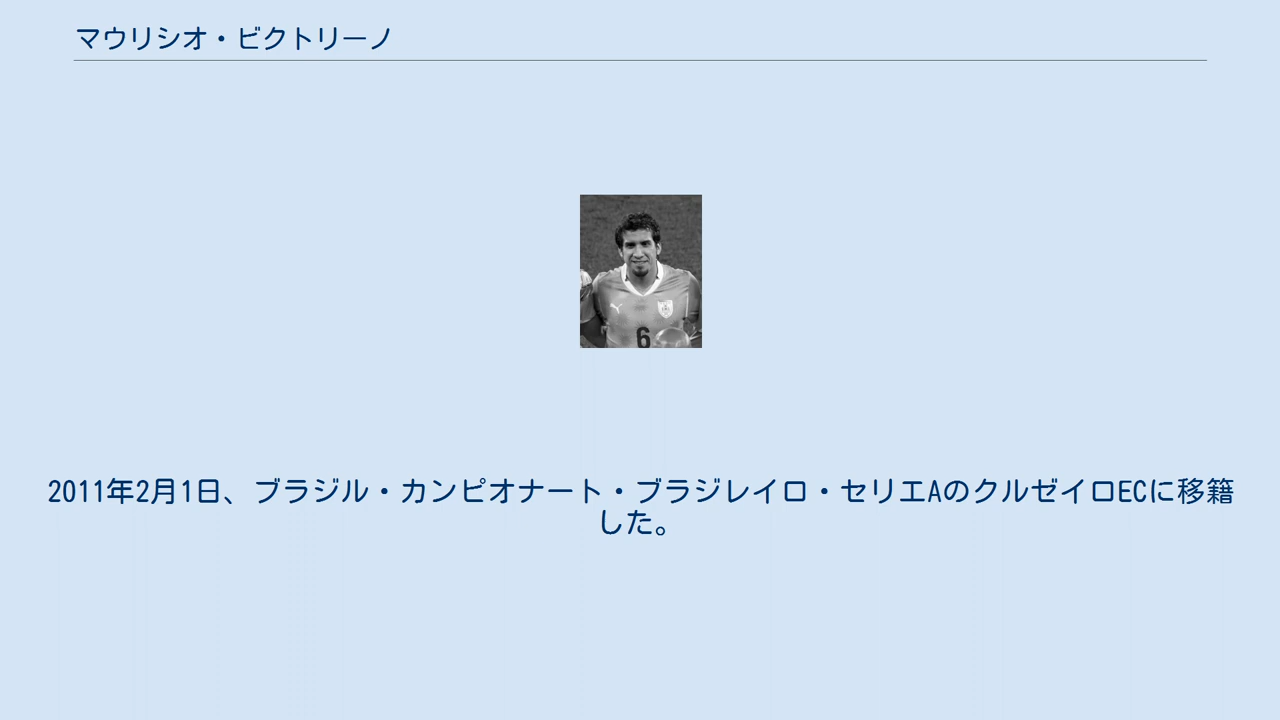 マウリシオ・ビクトリーノ
6
2011年2月1日、ブラジル・カンピオナート・ブラジレイロ・セリエAのクルゼイロECに移籍
した。